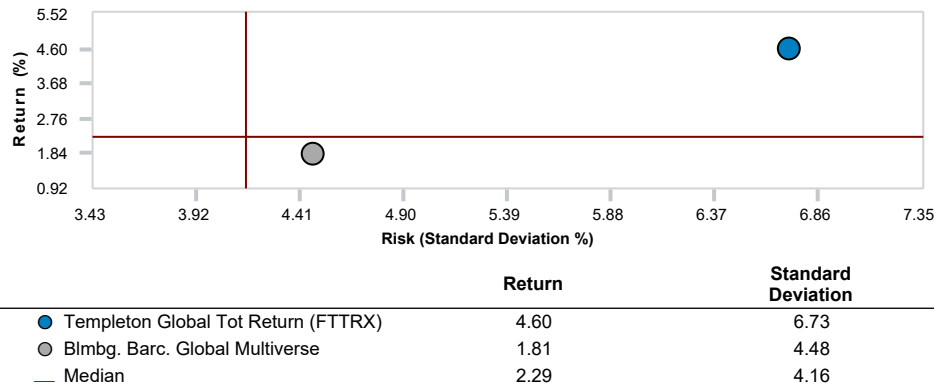 5.52
4.60
3.68
2.76
1.84
0.92
Return (%)
3.43 3.92 4.41 4.90 5.39 5.88 6.37 6.86 7.35
Risk (Standard Deviation %)
Return Standard Deviation
Templeton Global Tot Return (FTTRX) 4.60 6.73
Blmbg. Barc. Global Multiverse 1.81 4.48
Median 2.29 4.16